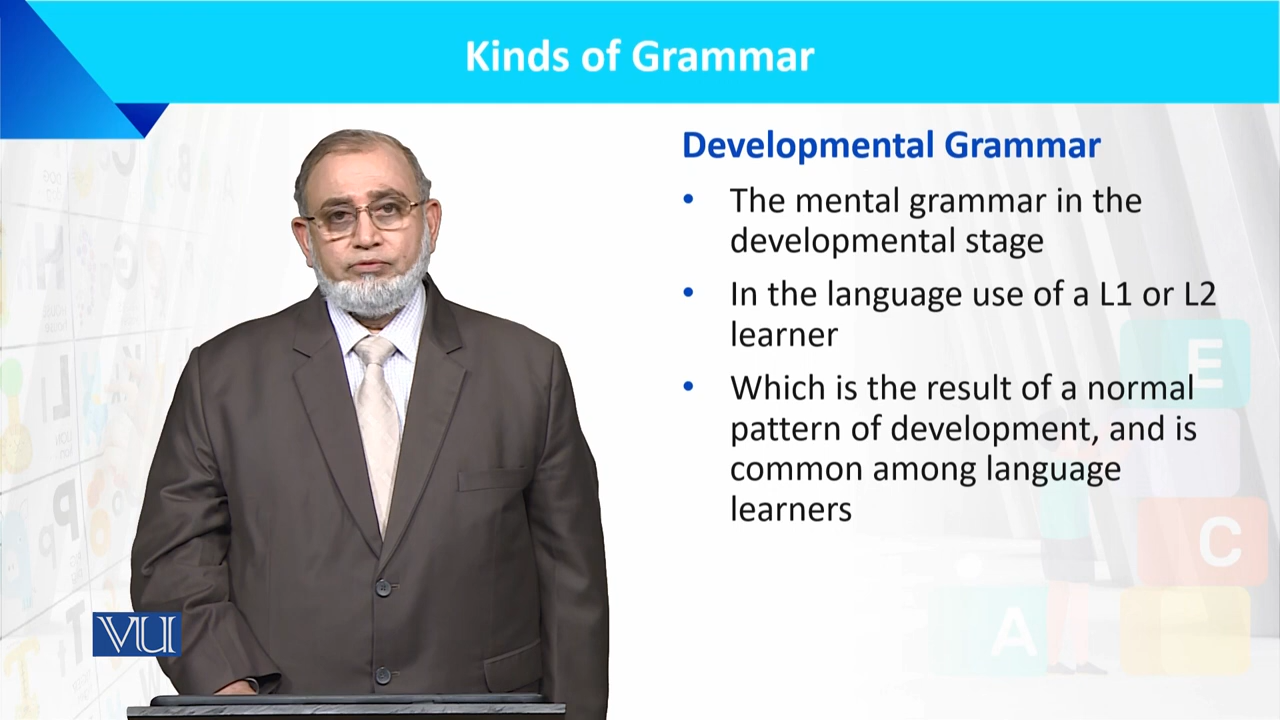 Kinds of Grammar
Developmental Grammar
• The mental grammar in the
developmental stage
• In the language use of a L1 or L2
learner
• Which is the result of a normal
pattern of development, and is
common among language
learners
VU
E
C
A